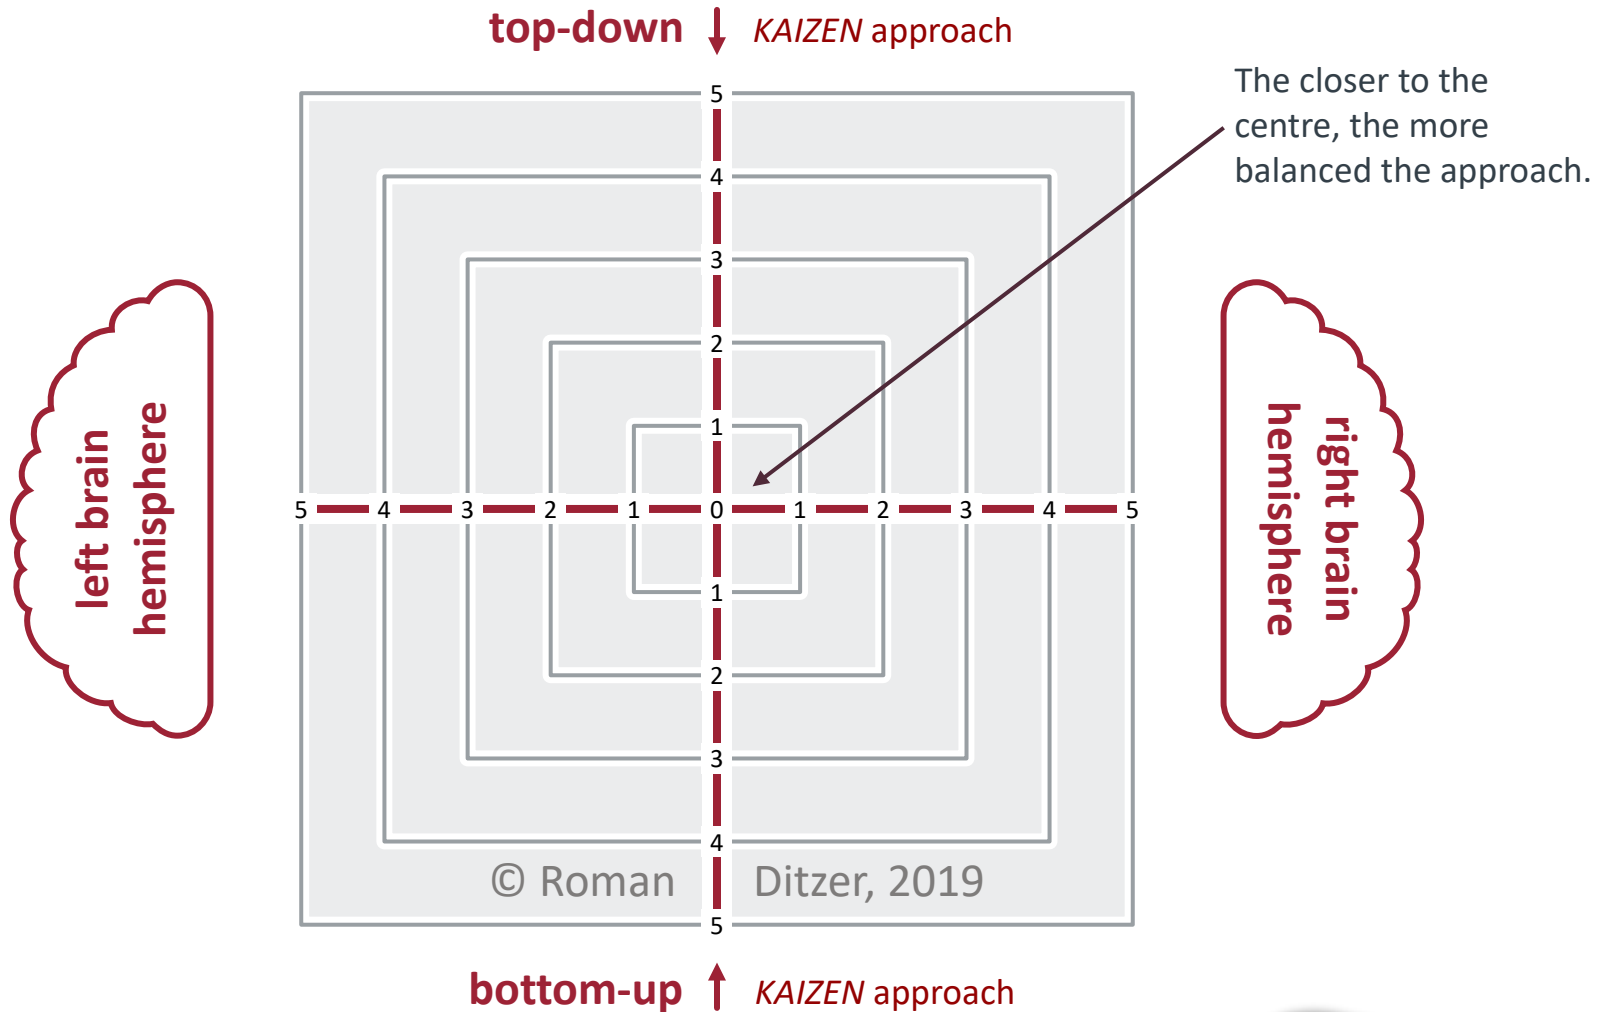 top-down KAIZEN approach
The closer to the
centre, the more
balanced the approach.
5
4
3
2
1
left brain
hemisphere
5 4 3 2 1 0 1 2 3 4 5
right brain
hemisphere
1
2
3
4
© Roman Ditzer, 2019
5
bottom-up KAIZEN approach